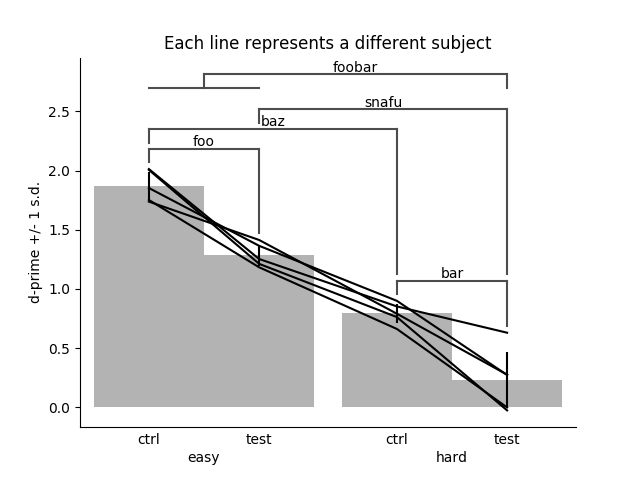 Each line represents a different subject
foobar
snafu
baz
foo
bar
d-prime +/- 1 s.d.
2.5
2.0
1.5
1.0
0.5
0.0
ctrl test ctrl test
easy hard